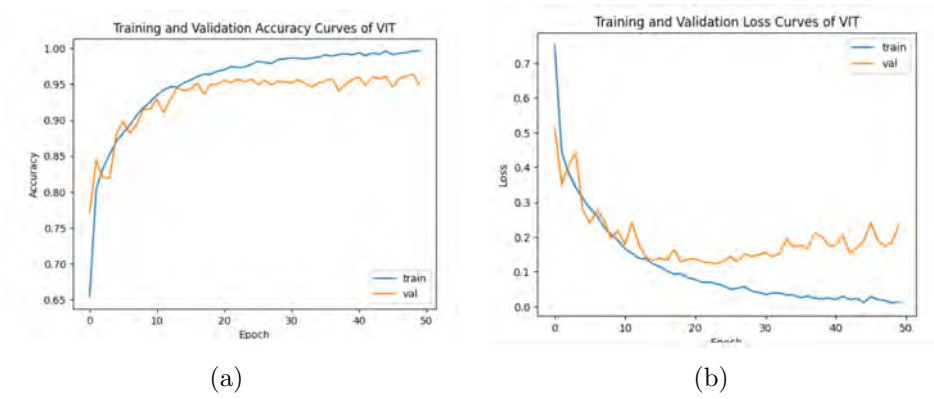 Training and Validation Accuracy Curves of VIT
1.00
0.95
0.90
0.85
0.80
0.75
0.70
0.65
Accuracy
train
val
0 10 20 30 40 50
Epoch
(a)
Training and Validation Loss Curves of VIT
train
val
0.7
0.6
0.5
0.4
0.3
0.2
0.1
0.0
Loss
0 10 20 30 40 50
Epoch
(b)